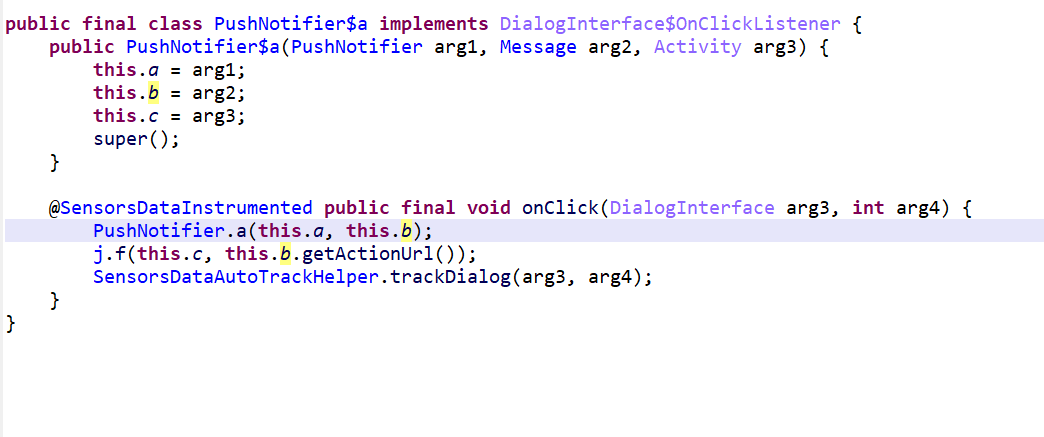 public final class PushNotifier$a implements DialogInterface$OnClickListener {
    public PushNotifier$a(PushNotifier arg1, Message arg2, Activity arg3) {
        this.a = arg1;
        this.b = arg2;
        this.c = arg3;
        super();
    }

    @SensorsDataInstrumented public final void onClick(DialogInterface arg3, int arg4) {
        PushNotifier.a(this.a, this.b);
        j.f(this.c, this.b.getActionUrl());
        SensorsDataAutoTrackHelper.trackDialog(arg3, arg4);
    }
}